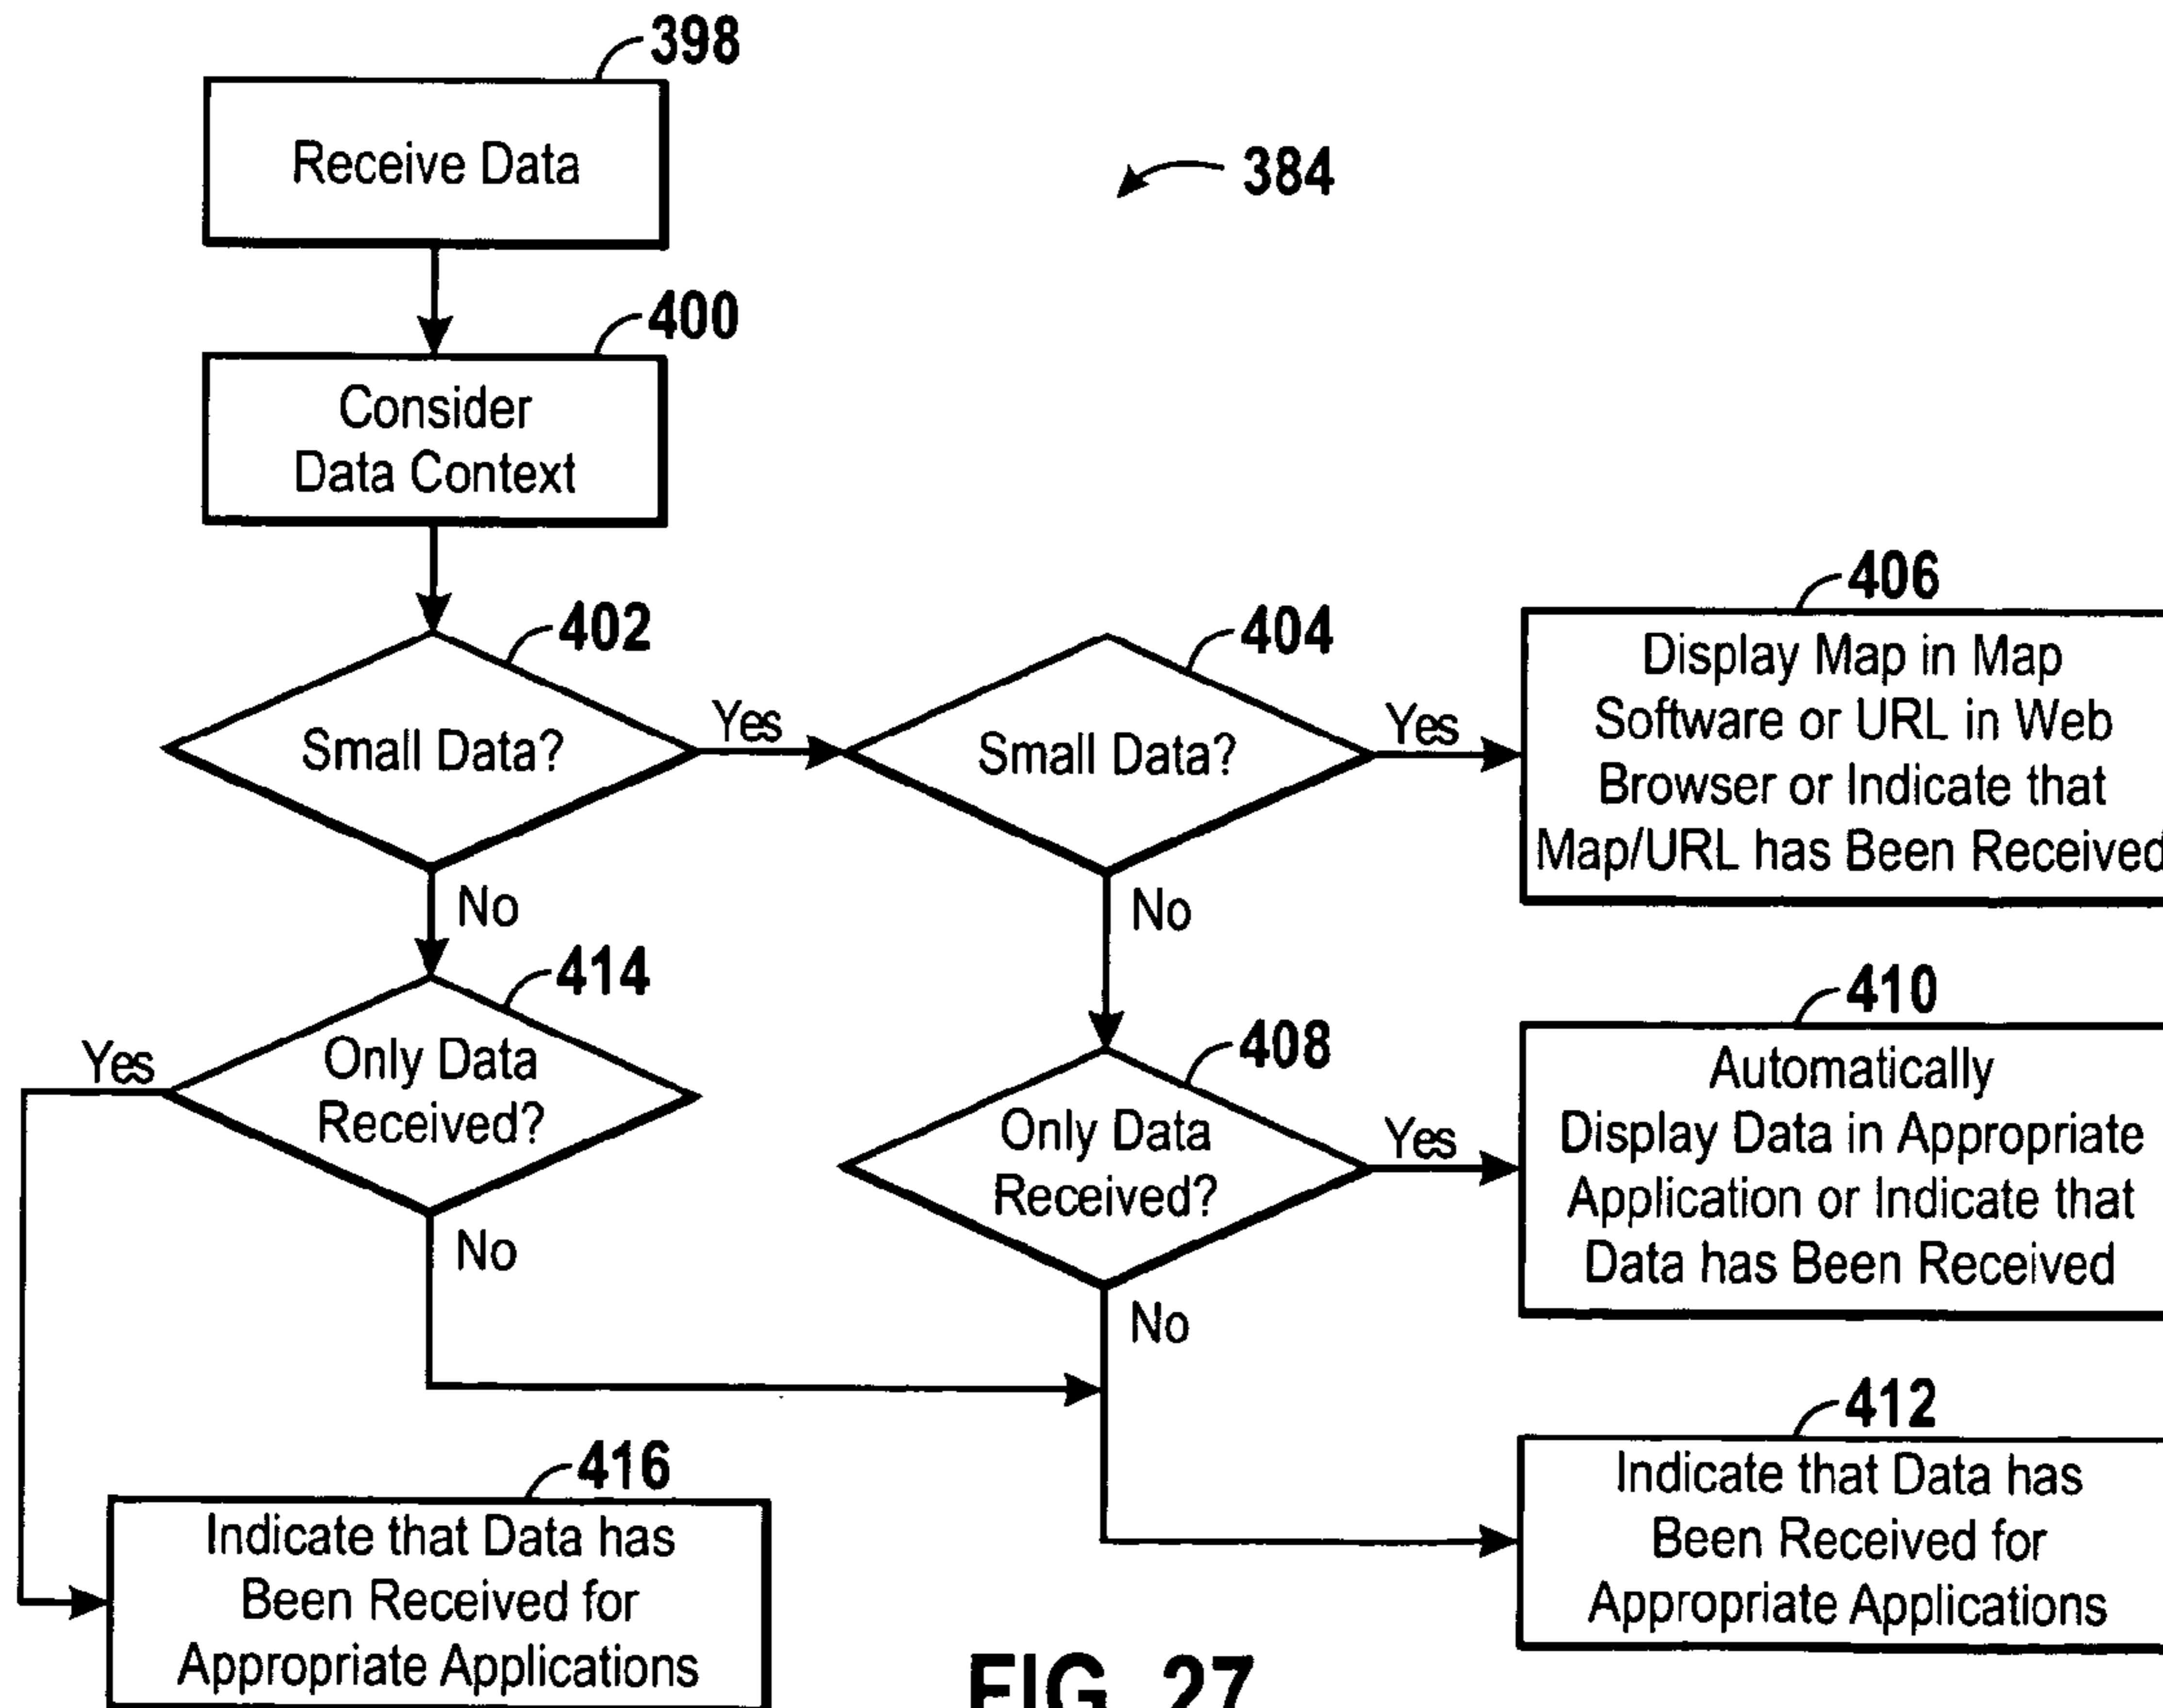 398
Receive Data
384
400
Consider
Data Context
402
Small Data?
Yes
No
404
Small Data?
Yes
No
406
Display Map in Map
Software or URL in Web
Browser or Indicate that
Map/URL has Been Received
414
Only Data
Received?
Yes
No
408
Only Data
Received?
Yes
No
410
Automatically
Display Data in Appropriate
Application or Indicate that
Data has Been Received
412
Indicate that Data has
Been Received for
Appropriate Applications
416
Indicate that Data has
Been Received for
Appropriate Applications
FIG. 27